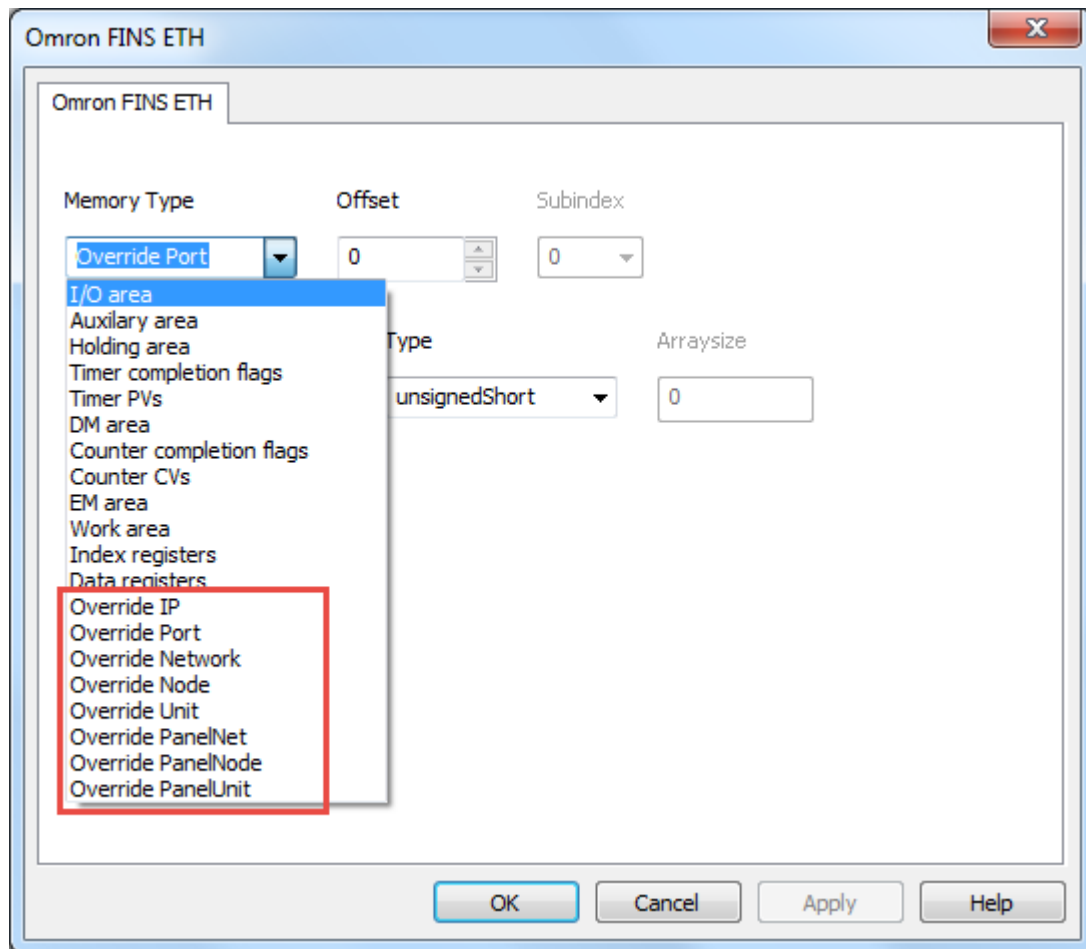 Omron FINS ETH
Omron FINS ETH
Memory Type Offset Subindex
Override Port 0 0
I/O area
Auxilary area
Holding area
Type Arraysize
Timer completion flags
Timer PVs
unsignedShort 0
DM area
Counter completion flags
Counter CVs
EM area
Work area
Index registers
Data registers
Override IP
Override Port
Override Network
Override Node
Override Unit
Override PanelNet
Override PanelNode
Override PanelUnit
OK Cancel Apply Help